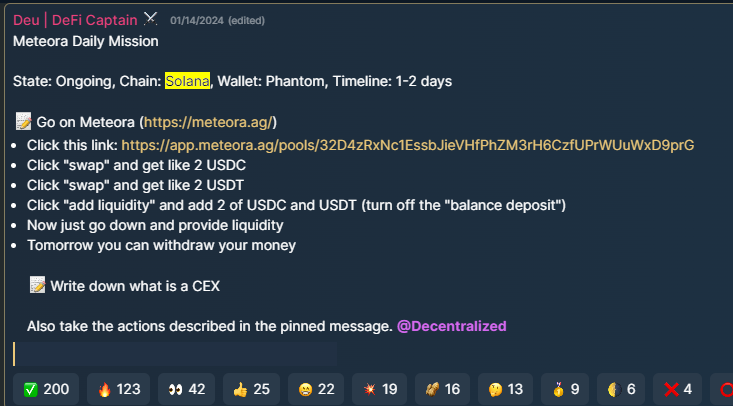 Deu | DeFi Captain ⚔ 01/14/2024 (edited)
Meteora Daily Mission
State: Ongoing, Chain: Solana, Wallet: Phantom, Timeline: 1-2 days
📝 Go on Meteora (https://meteora.ag/)
• Click this link: https://app.meteora.ag/pools/32D4zRxNc1EssbJieVHfPhZM3rH6CzfUPrWUuWxD9prG
• Click "swap" and get like 2 USDC
• Click "swap" and get like 2 USDT
• Click "add liquidity" and add 2 of USDC and USDT (turn off the "balance deposit")
• Now just go down and provide liquidity
• Tomorrow you can withdraw your money
📝 Write down what is a CEX
Also take the actions described in the pinned message. @Decentralized
✅ 200 🔥 123 👀 42 👍 25 😄 22 💥 19 🥜 16 🤔 13 🥇 9 🌗 6 ❌ 4 ⭕